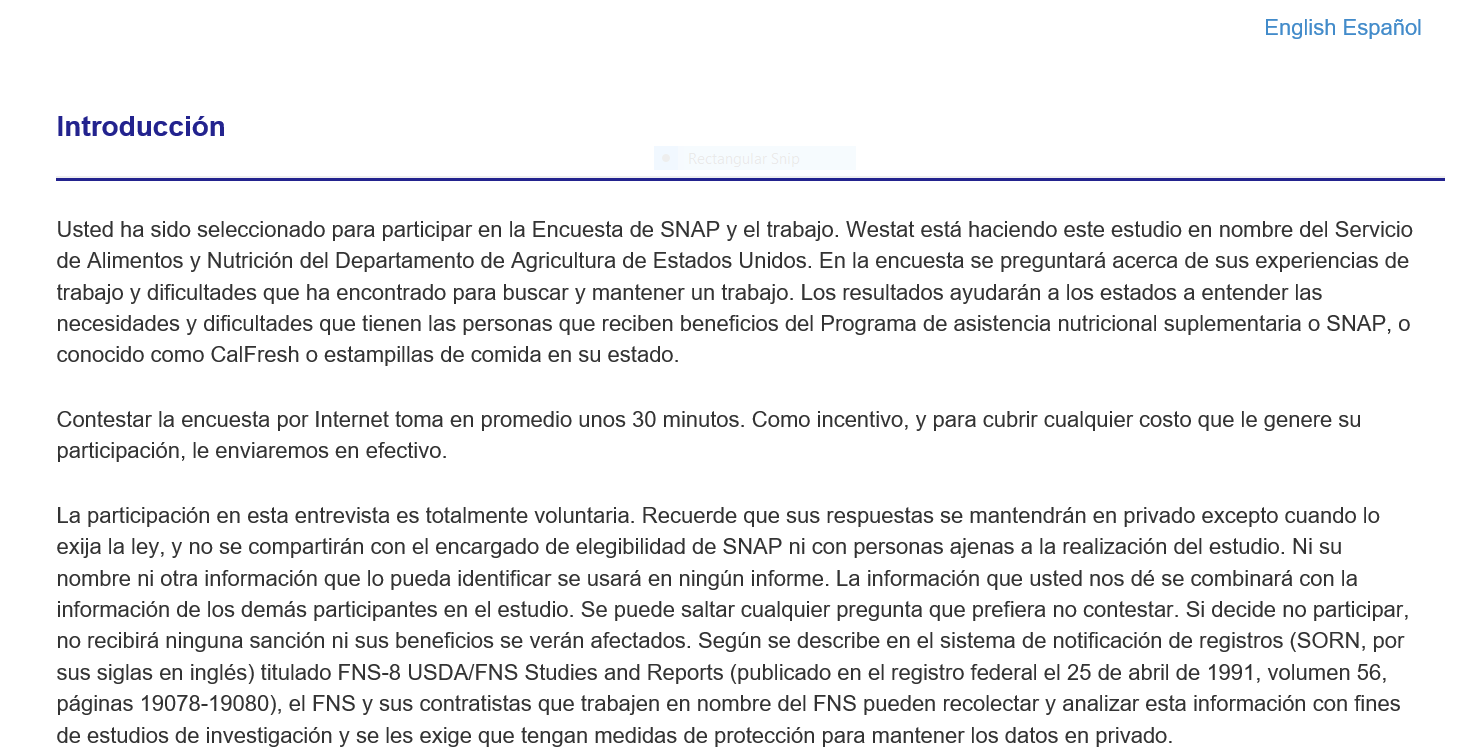 English Español
Introducción
Rectangular Snip
Usted ha sido seleccionado para participar en la Encuesta de SNAP y el trabajo. Westat está haciendo este estudio en nombre del Servicio
de Alimentos y Nutrición del Departamento de Agricultura de Estados Unidos. En la encuesta se preguntará acerca de sus experiencias de
trabajo y dificultades que ha encontrado para buscar y mantener un trabajo. Los resultados ayudarán a los estados a entender las
necesidades y dificultades que tienen las personas que reciben beneficios del Programa de asistencia nutricional suplementaria o SNAP, o
conocido como CalFresh o estampillas de comida en su estado.
Contestar la encuesta por Internet toma en promedio unos 30 minutos. Como incentivo, y para cubrir cualquier costo que le genere su
participación, le enviaremos en efectivo.
La participación en esta entrevista es totalmente voluntaria. Recuerde que sus respuestas se mantendrán en privado excepto cuando lo
exija la ley, y no se compartirán con el encargado de elegibilidad de SNAP ni con personas ajenas a la realización del estudio. Ni su
nombre ni otra información que lo pueda identificar se usará en ningún informe. La información que usted nos dé se combinará con la
información de los demás participantes en el estudio. Se puede saltar cualquier pregunta que prefiera no contestar. Si decide no participar,
no recibirá ninguna sanción ni sus beneficios se verán afectados. Según se describe en el sistema de notificación de registros (SORN, por
sus siglas en inglés) titulado FNS-8 USDA/FNS Studies and Reports (publicado en el registro federal el 25 de abril de 1991, volumen 56,
páginas 19078-19080), el FNS y sus contratistas que trabajen en nombre del FNS pueden recolectar y analizar esta información con fines
de estudios de investigación y se les exige que tengan medidas de protección para mantener los datos en privado.